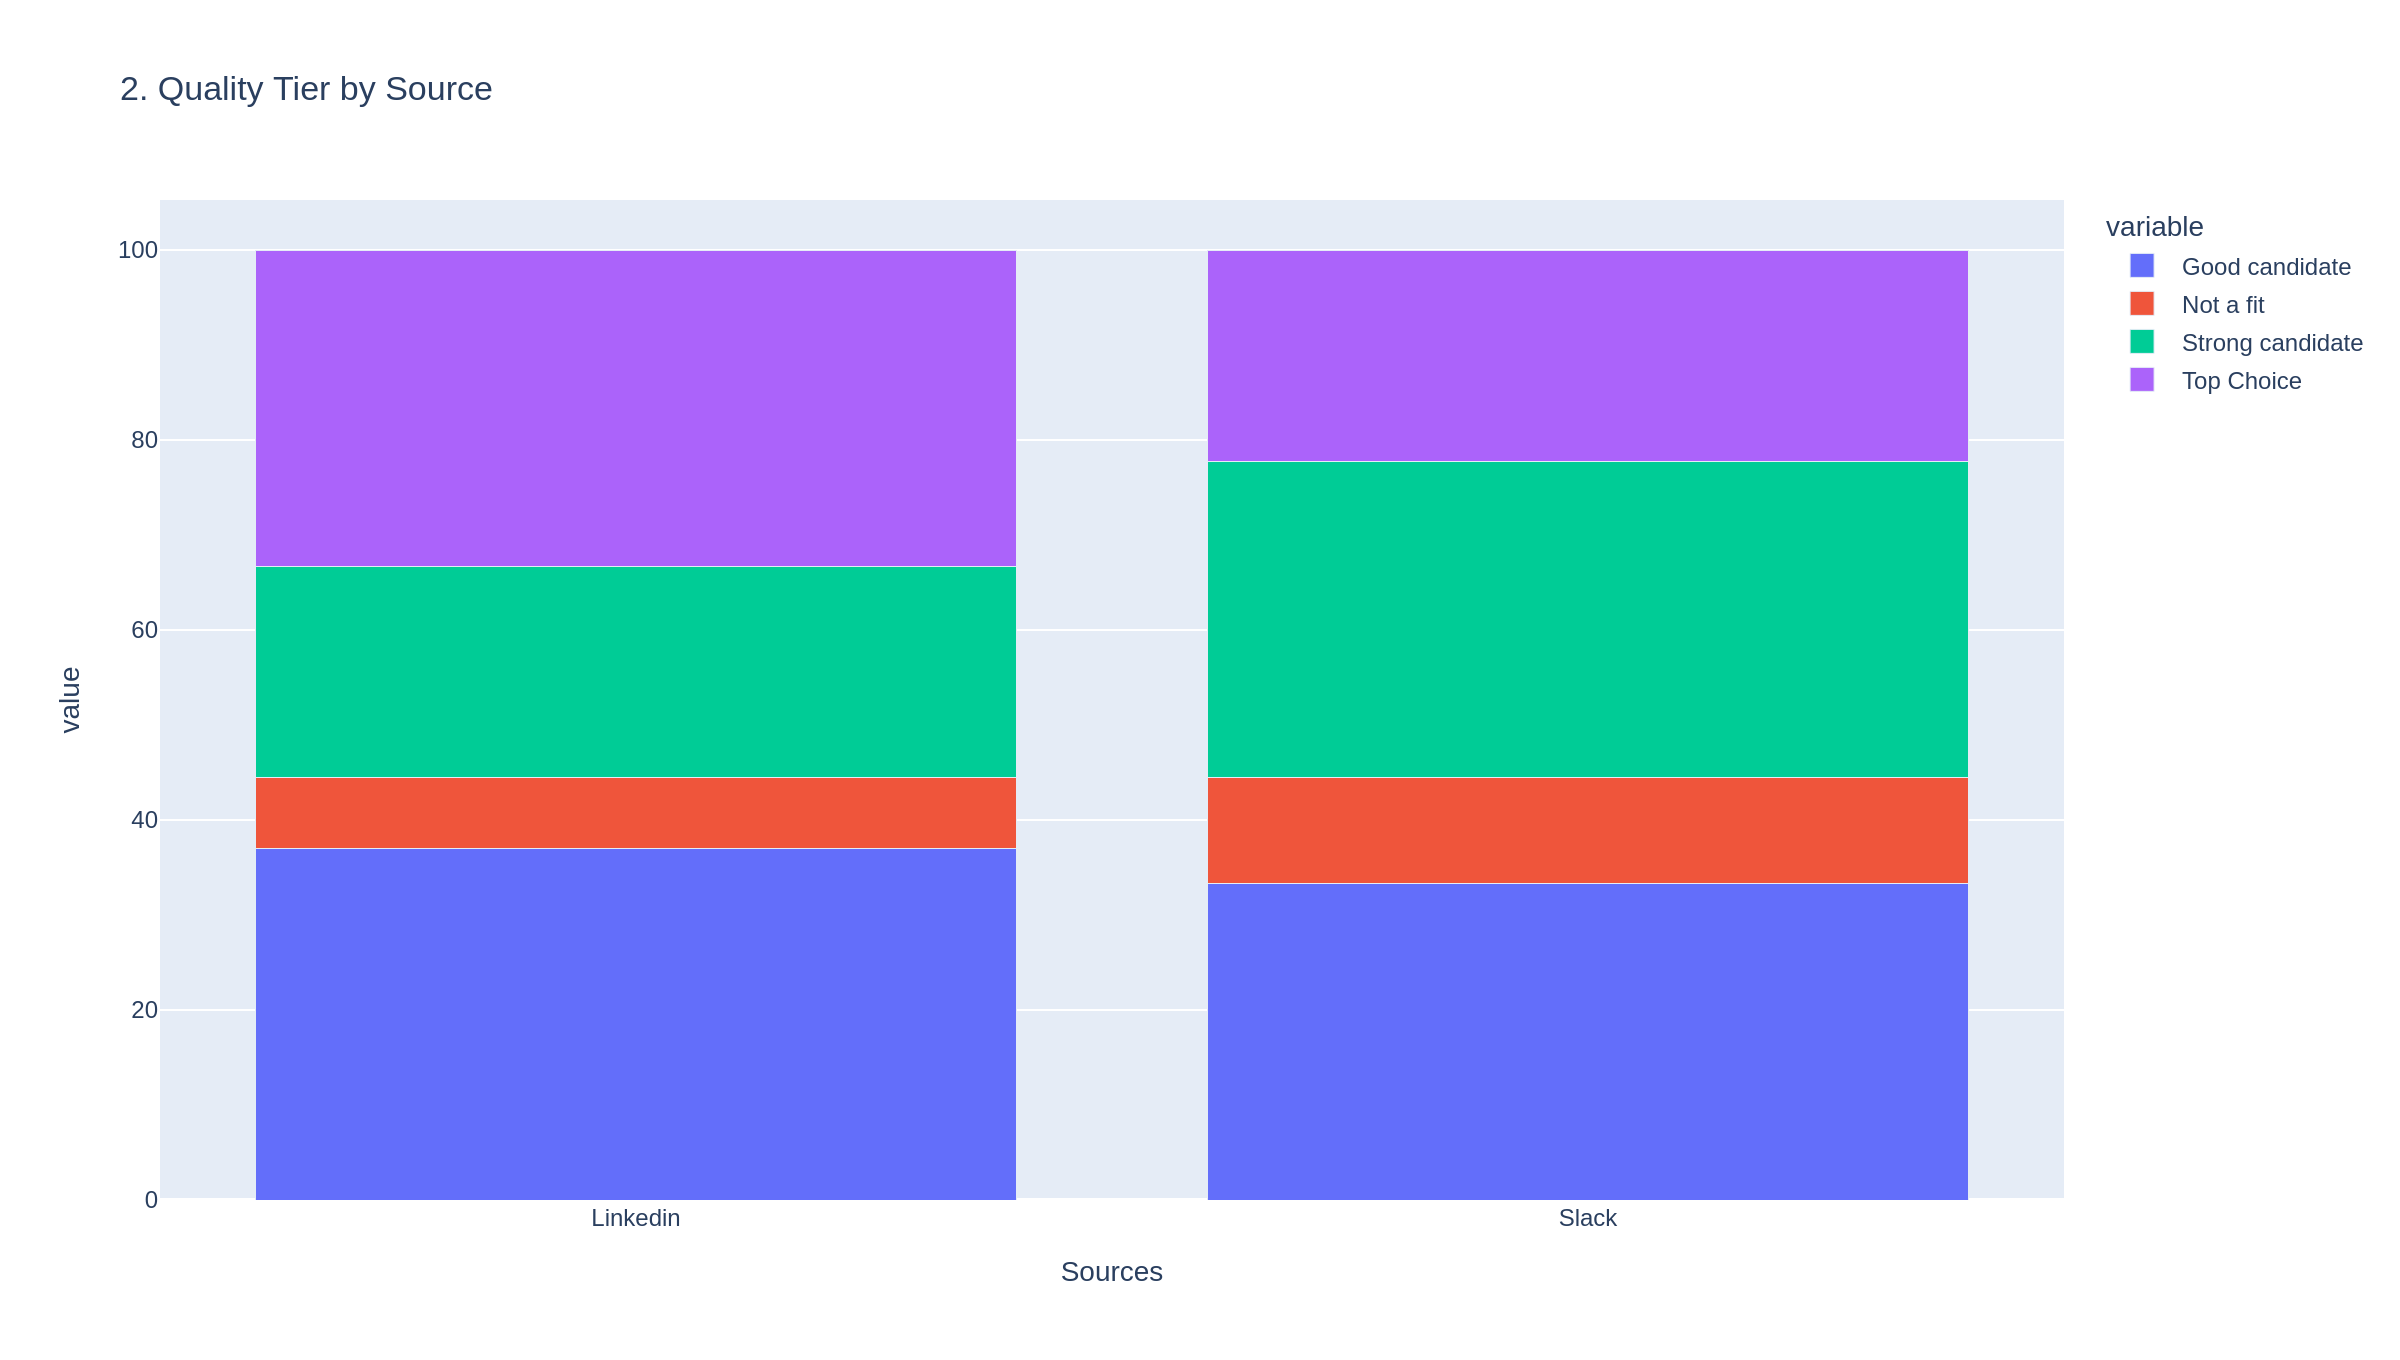 2. Quality Tier by Source
variable
Good candidate
Not a fit
Strong candidate
Top Choice
100
80
60
40
20
0
value
Linkedin
Slack
Sources